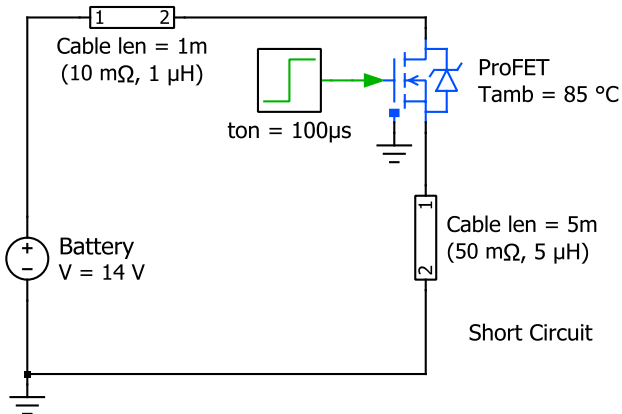 1 2
Cable len = 1m
(10 mΩ, 1 µH)
ProFET
Tamb = 85 °C
ton = 100µs
1
Cable len = 5m
(50 mΩ, 5 µH)
2
Battery
V = 14 V
Short Circuit